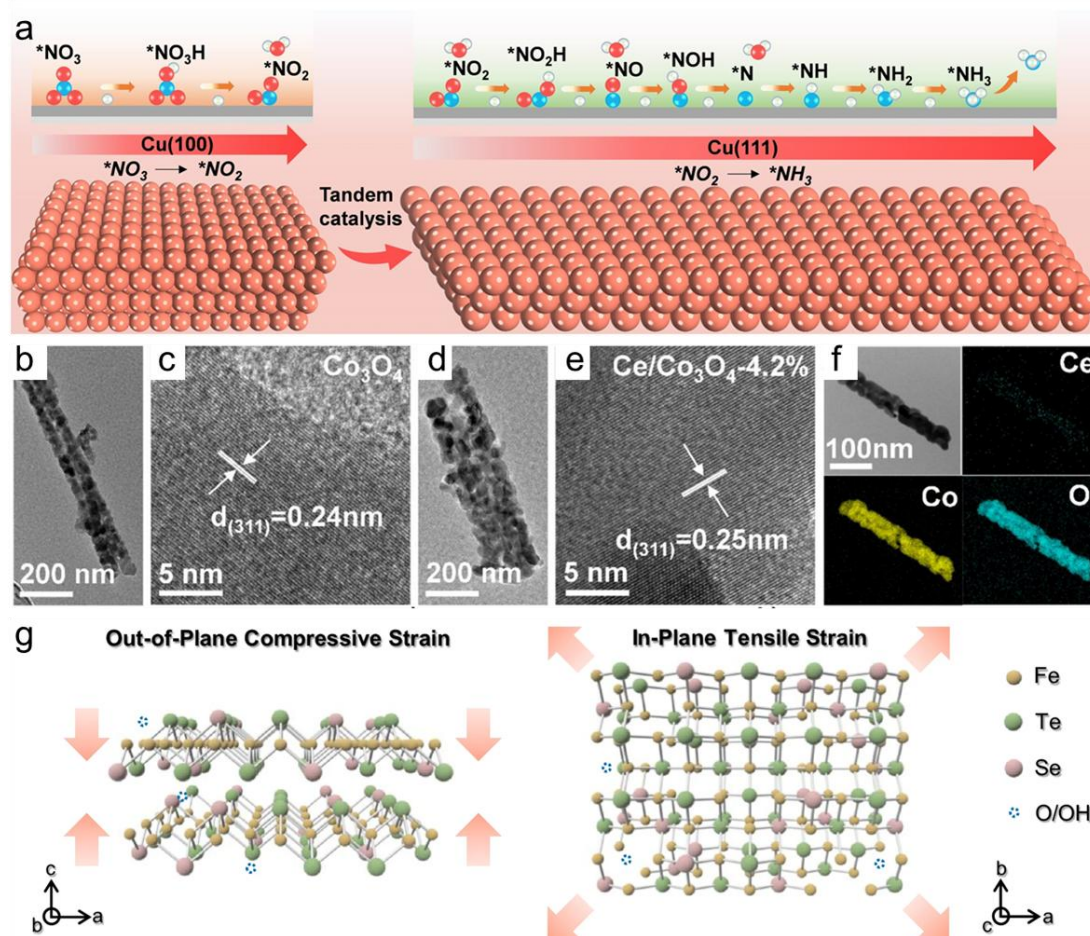 a
*NO₃
*NO₃H
*NO₂
Cu(100)
*NO₃ → *NO₂
Tandem
catalysis
*NO₂
*NO₂H
*NO
*NOH
*N
*NH
*NH₂
*NH₃
Cu(111)
*NO₂ → *NH₃
b
200 nm
c
Co₃O₄
d(311)=0.24nm
5 nm
d
200 nm
e
Ce/Co₃O₄-4.2%
d(311)=0.25nm
5 nm
f
100nm
Ce
Co
O
g
Out-of-Plane Compressive Strain
c
b
a
In-Plane Tensile Strain
Fe
Te
Se
O/OH
b
c
a